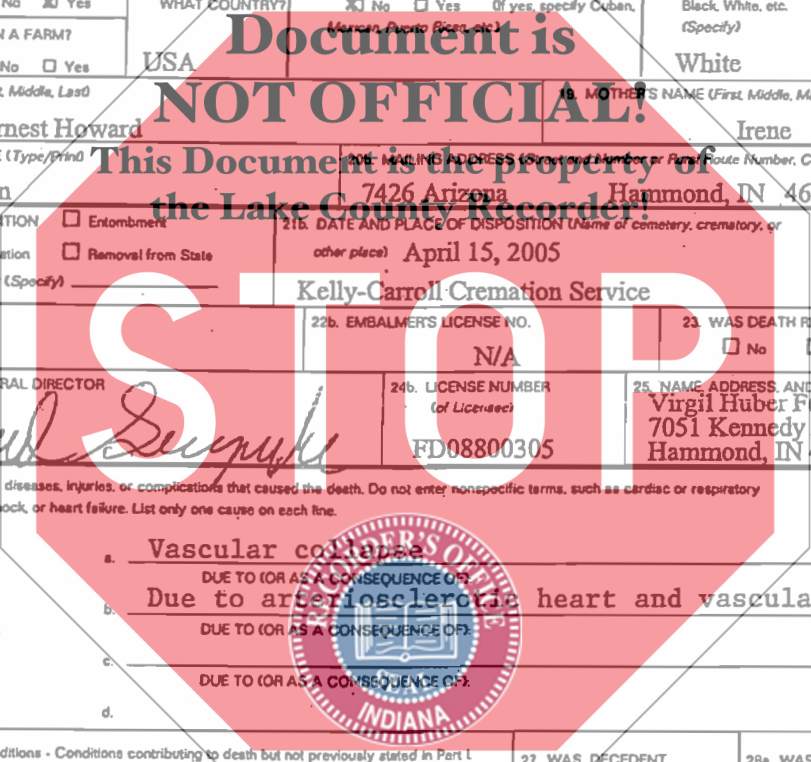 No Yes WHAT COUNTRY? No Yes (If yes, specify Cuban, Black, White, etc.
Document is
Mexican, Puerto Rican, etc.) (Specify)
N A FARM?
No Yes USA White
NOT OFFICIAL!
t, Middle, Last) 19. MOTHER'S NAME (First, Middle, M
rnest Howard Irene
This Document is the property of
(Type/Print) 20b. MAILING ADDRESS (Street and Number or Rural Route Number, C
n 7426 Arizona Hammond, IN 46
the Lake County Recorder!
TION Entombment 21b. DATE AND PLACE OF DISPOSITION (Name of cemetery, crematory, or
ation Removal from State other place) April 15, 2005
(Specify) Kelly-Carroll Cremation Service
STOP
22b. EMBALMER'S LICENSE NO. 23. WAS DEATH R
N/A No
RAL DIRECTOR 24b. LICENSE NUMBER 25. NAME, ADDRESS, AND
(of Licensee) Virgil Huber F
7051 Kennedy
FD08800305 Hammond, IN
diseases, injuries, or complications that caused the death. Do not enter nonspecific terms, such as cardiac or respiratory
ock, or heart failure. List only one cause on each line.
a. Vascular collapse
DUE TO (OR AS A CONSEQUENCE OF):
b. Due to arteriosclerotic heart and vascula
DUE TO (OR AS A CONSEQUENCE OF):
c.
DUE TO (OR AS A CONSEQUENCE OF):
d.
RECORDER'S OFFICE
SEAL
INDIANA
ditions - Conditions contributing to death but not previously stated in Part I. 27. WAS DECEDENT 28a. WAS